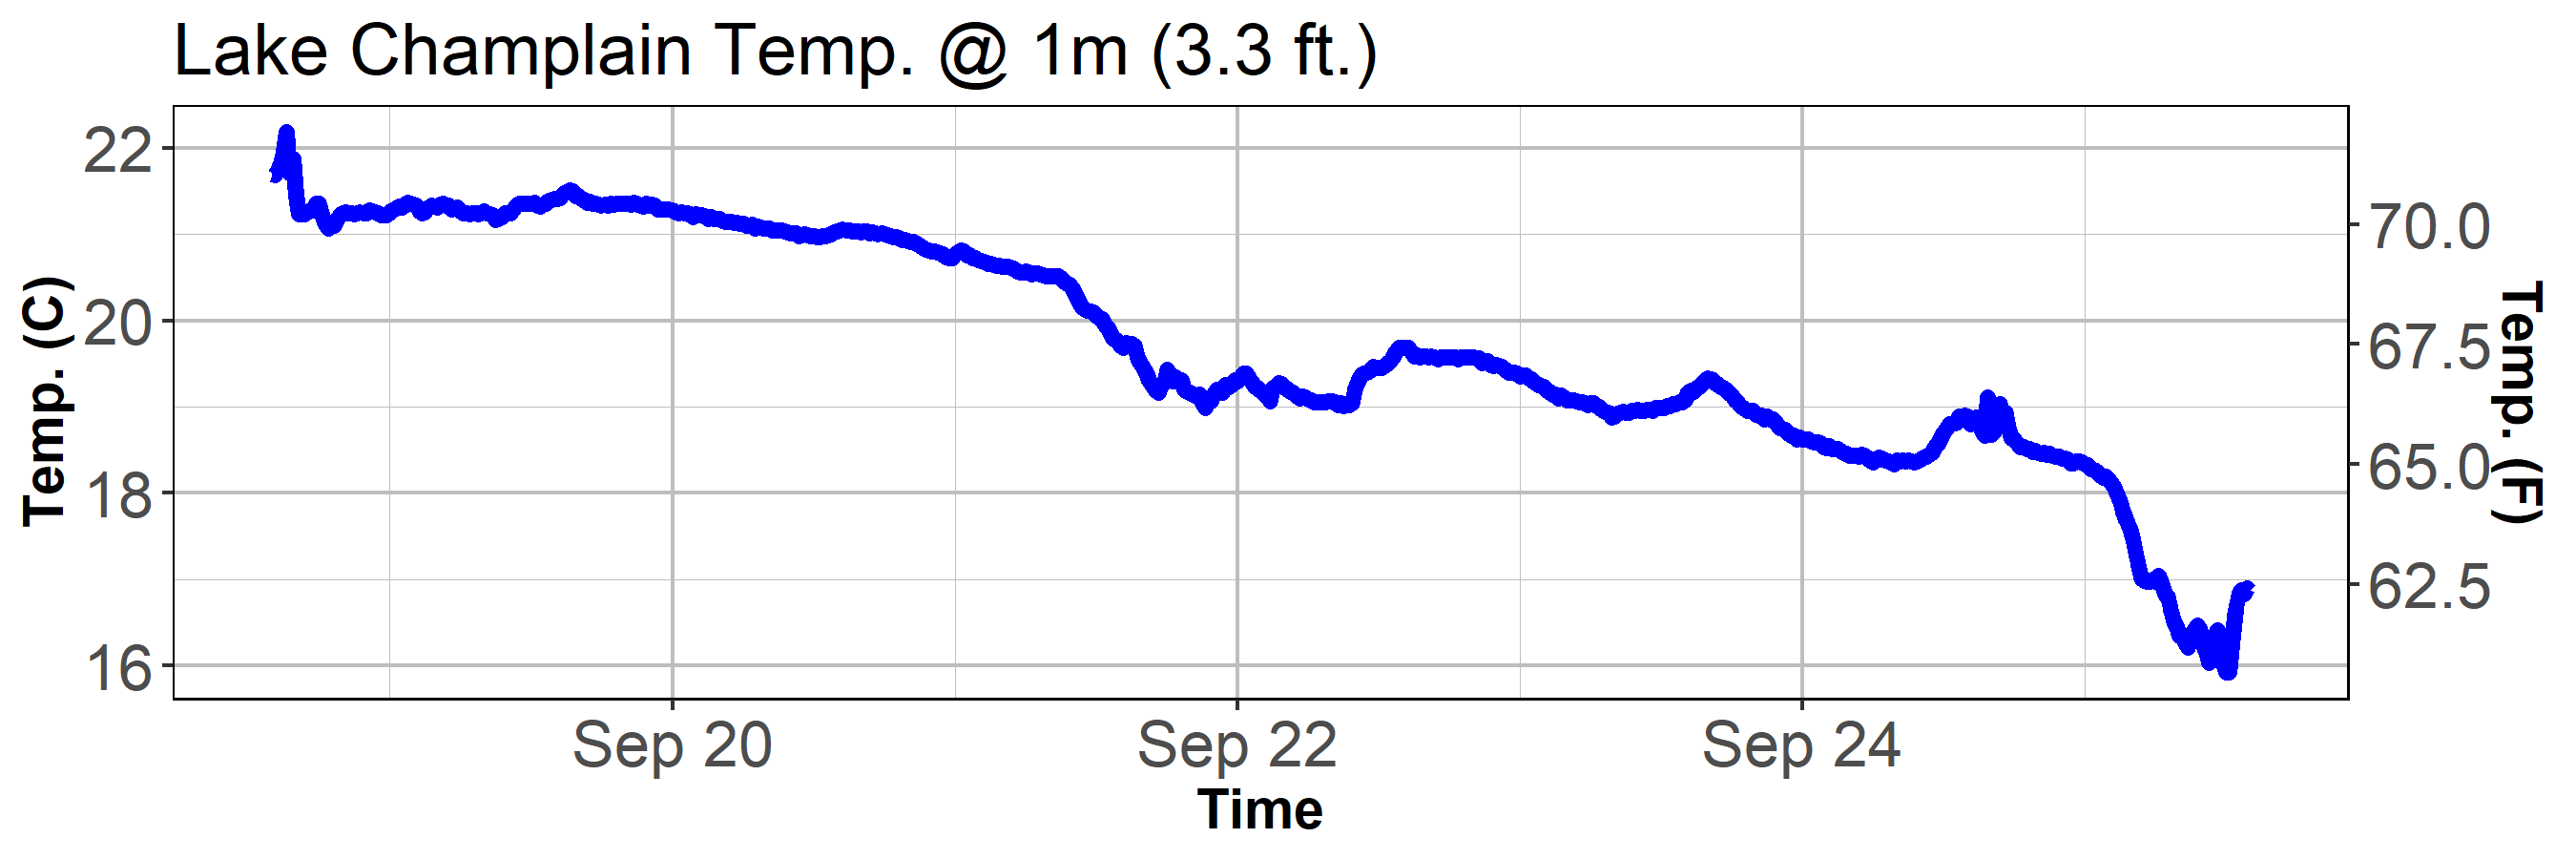 Lake Champlain Temp. @ 1m (3.3 ft.)
22
20
18
16
Temp. (C)
70.0
67.5
65.0
62.5
Temp. (F)
Sep 20
Sep 22
Sep 24
Time